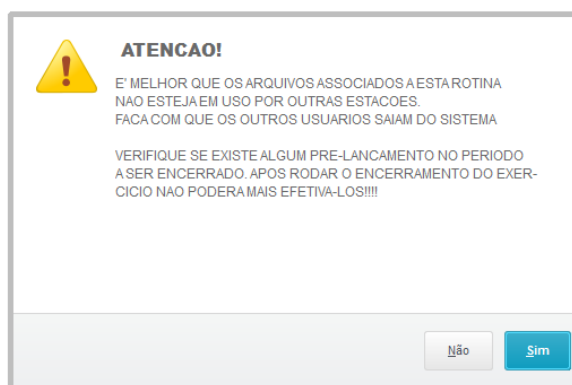 ATENCAO!
E' MELHOR QUE OS ARQUIVOS ASSOCIADOS A ESTA ROTINA
NAO ESTEJA EM USO POR OUTRAS ESTACOES.
FACA COM QUE OS OUTROS USUARIOS SAIAM DO SISTEMA
VERIFIQUE SE EXISTE ALGUM PRE-LANCAMENTO NO PERIODO
A SER ENCERRADO. APOS RODAR O ENCERRAMENTO DO EXER-
CICIO NAO PODERA MAIS EFETIVA-LOS!!!!
Não
Sim